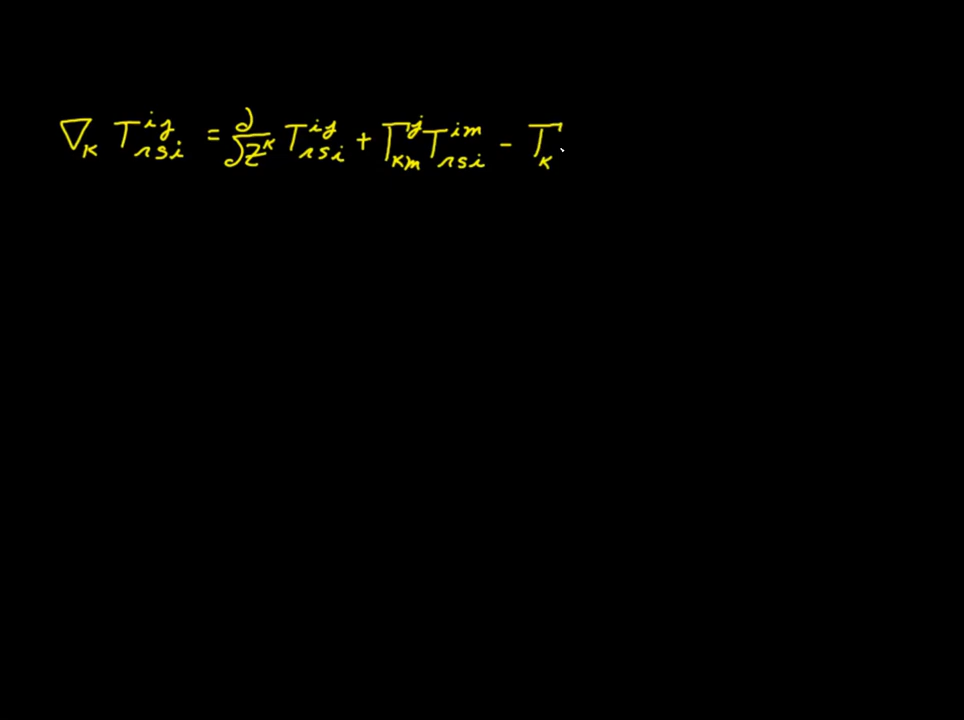 ∇_k T^{ij}_{rsi} = ∂/∂Z^k T^{ij}_{rsi} + Γ^j_{km} T^{im}_{rsi} - Γ_k